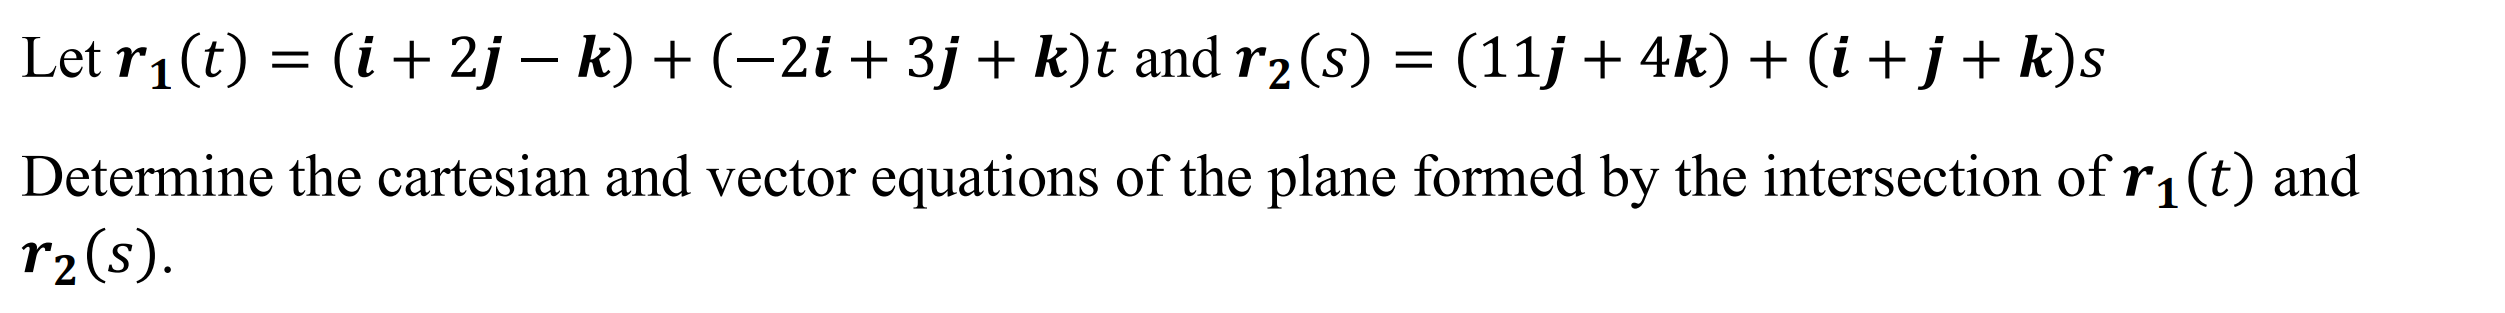 Let r₁(t) = (i + 2j − k) + (−2i + 3j + k)t and r₂(s) = (11j + 4k) + (i + j + k)s
Determine the cartesian and vector equations of the plane formed by the intersection of r₁(t) and
r₂(s).